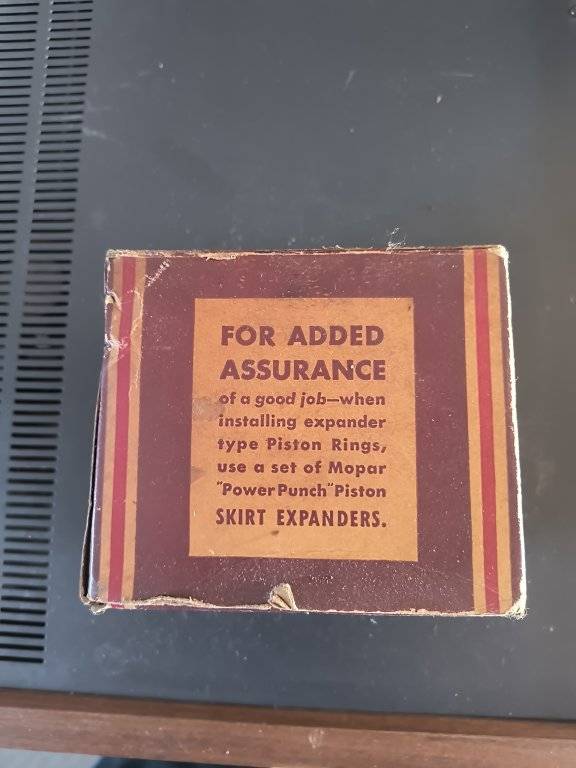 FOR ADDED
ASSURANCE
of a good job—when
installing expander
type Piston Rings,
use a set of Mopar
"Power Punch" Piston
SKIRT EXPANDERS.